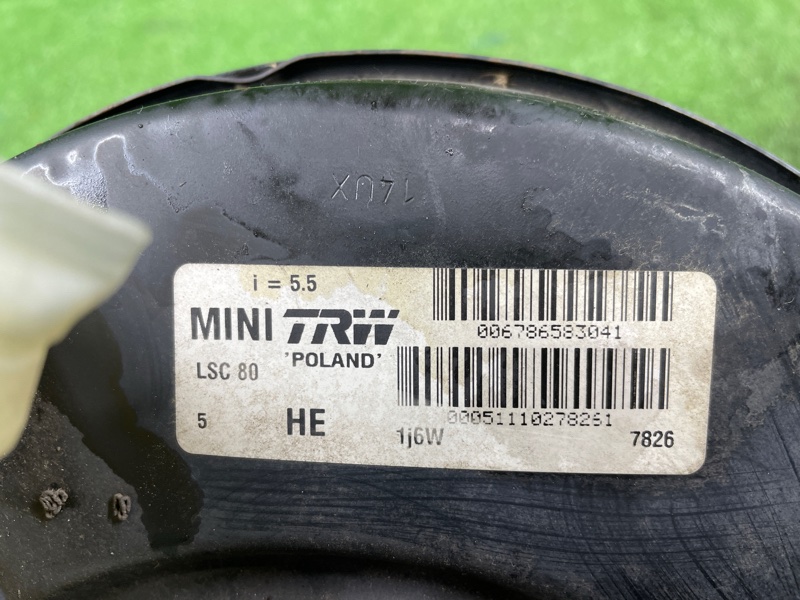 14UX
i = 5.5
MINI TRW
006786583041
'POLAND'
LSC 80
00051110278261
5 HE 1j6W 7826